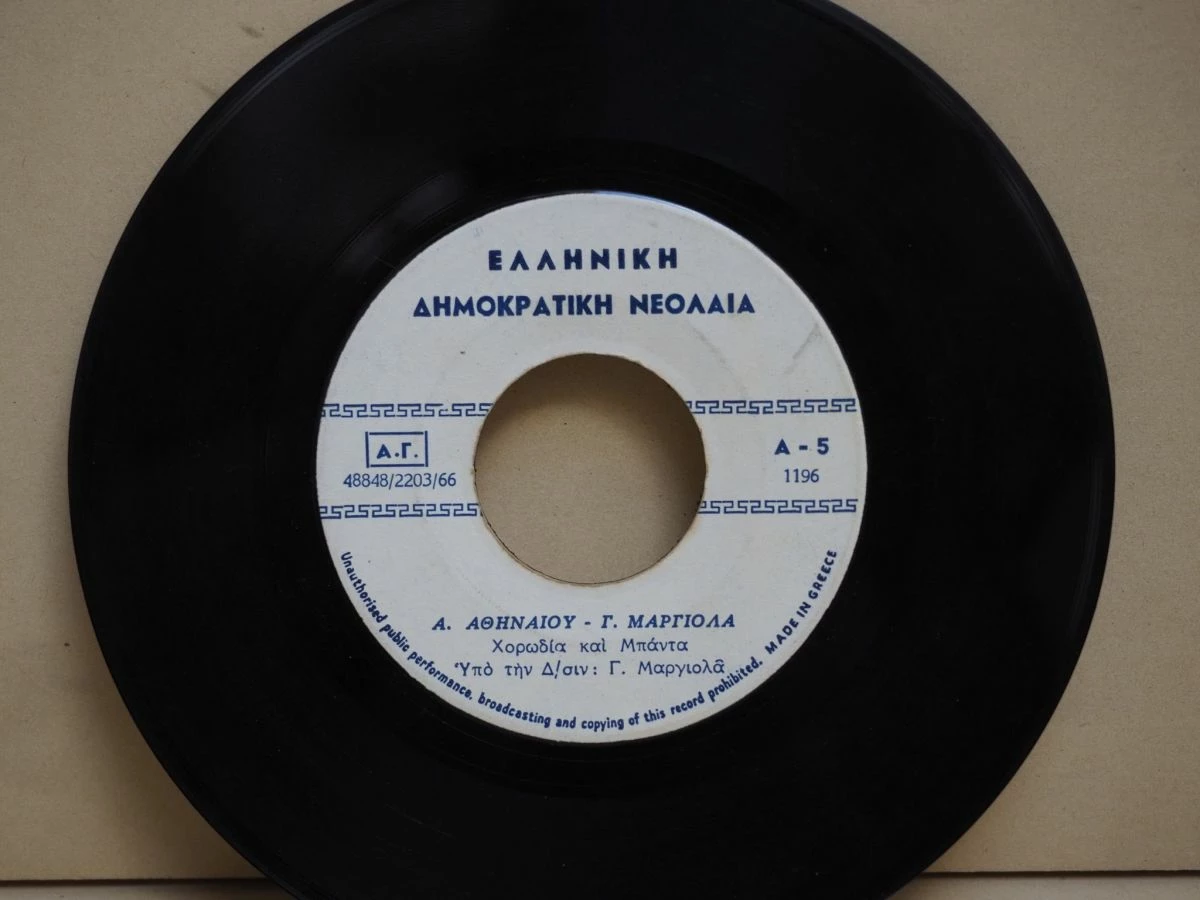 ΕΛΛΗΝΙΚΗ
ΔΗΜΟΚΡΑΤΙΚΗ ΝΕΟΛΑΙΑ
Α.Γ.
48848/2203/66
Α - 5
1196
Α. ΑΘΗΝΑΙΟΥ - Γ. ΜΑΡΓΙΟΛΑ
Χορωδία καὶ Μπάντα
Ὑπὸ τὴν Δ/σιν: Γ. Μαργιολᾶ
Unauthorised public performance, broadcasting and copying of this record prohibited. MADE IN GREECE